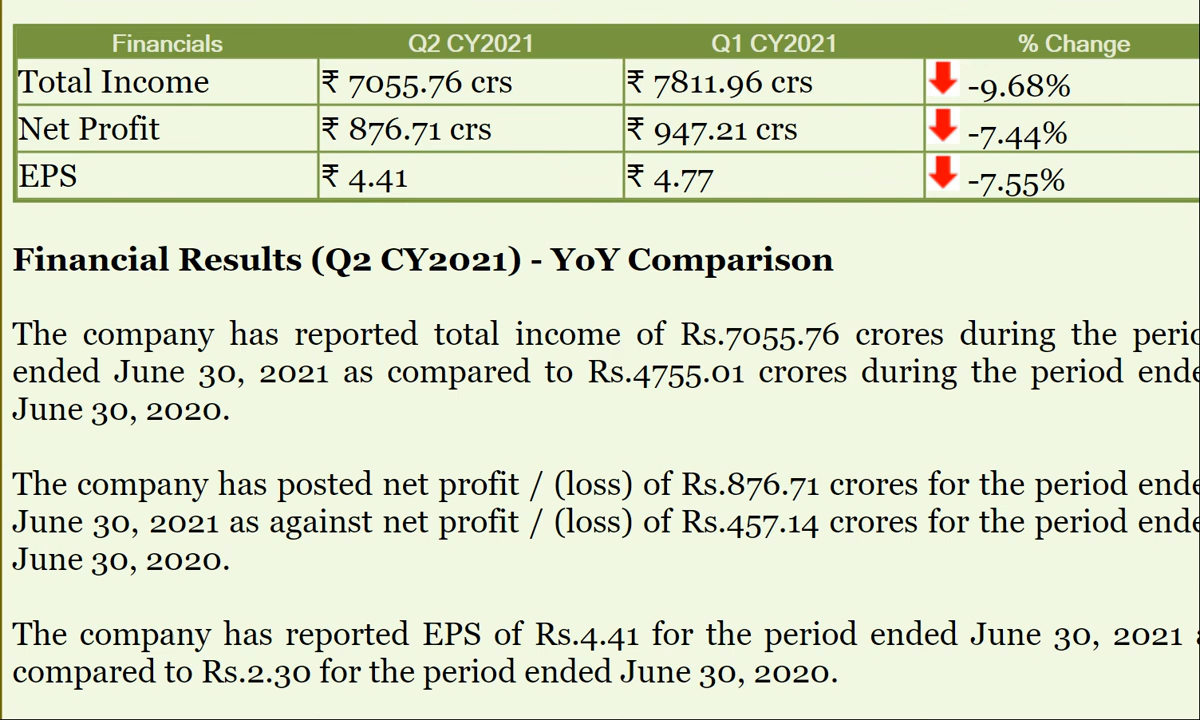 Financials Q2 CY2021 Q1 CY2021 % Change
Total Income ₹ 7055.76 crs ₹ 7811.96 crs -9.68%
Net Profit ₹ 876.71 crs ₹ 947.21 crs -7.44%
EPS ₹ 4.41 ₹ 4.77 -7.55%
Financial Results (Q2 CY2021) - YoY Comparison
The company has reported total income of Rs.7055.76 crores during the
ended June 30, 2021 as compared to Rs.4755.01 crores during the period
June 30, 2020.
The company has posted net profit / (loss) of Rs.876.71 crores for the period
June 30, 2021 as against net profit / (loss) of Rs.457.14 crores for the period
June 30, 2020.
The company has reported EPS of Rs.4.41 for the period ended June 30, 2021
compared to Rs.2.30 for the period ended June 30, 2020.